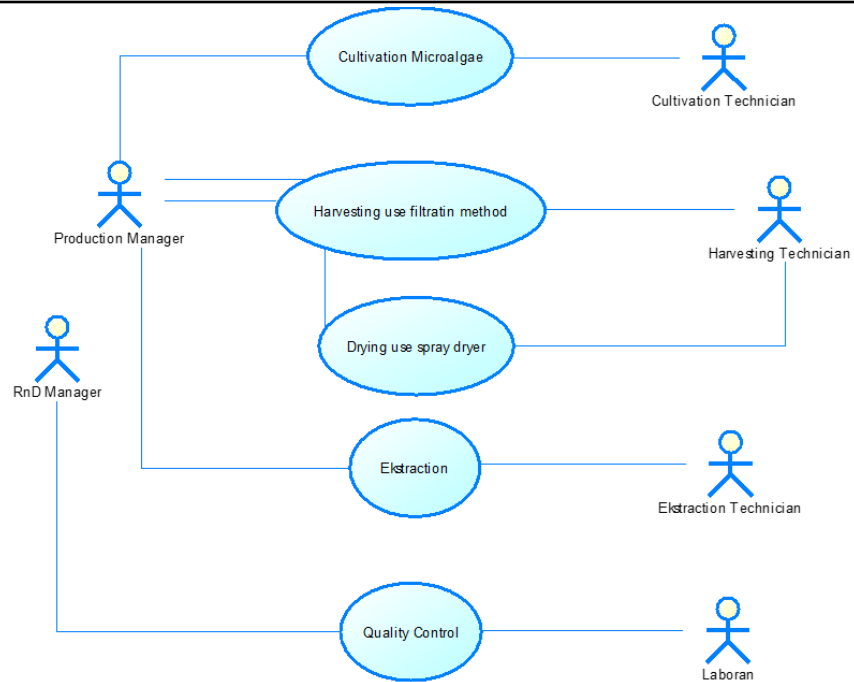 Cultivation Microalgae
Cultivation Technician
Harvesting use filtratin method
Production Manager
Harvesting Technician
Drying use spray dryer
RnD Manager
Ekstraction
Ekstraction Technician
Quality Control
Laboran